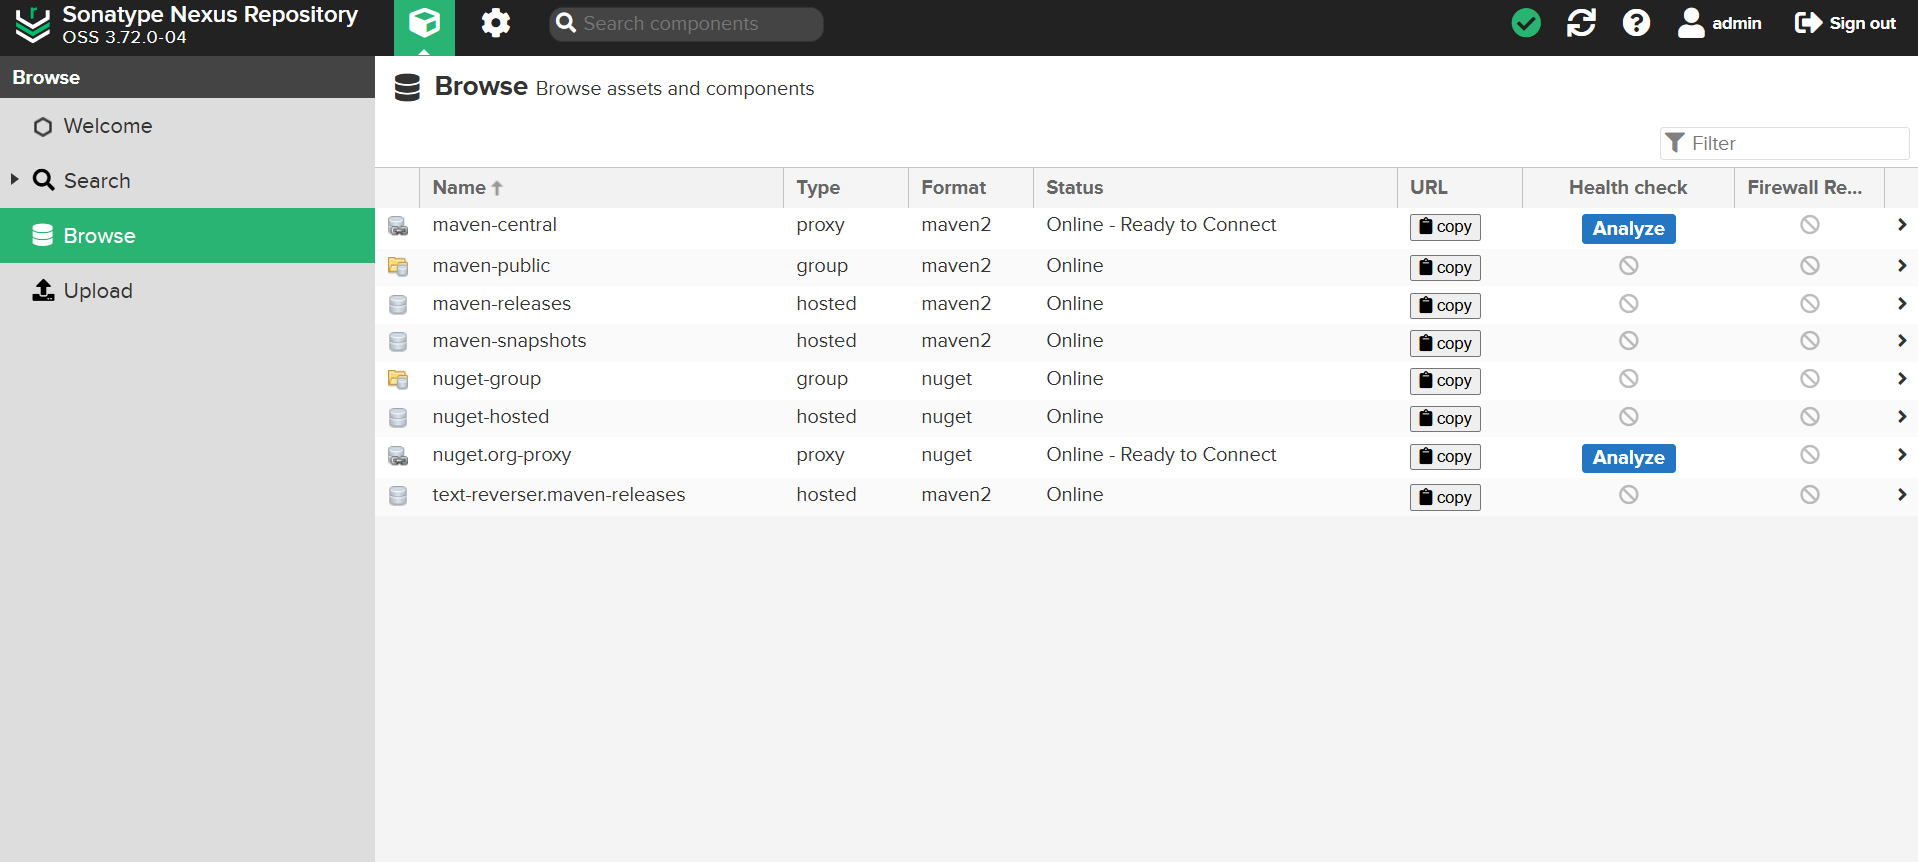 Sonatype Nexus Repository
OSS 3.72.0-04
Search components
admin
Sign out
Browse
Welcome
Search
Browse
Upload
Browse Browse assets and components
Filter
Name Type Format Status URL Health check Firewall Re...
maven-central proxy maven2 Online - Ready to Connect copy Analyze
maven-public group maven2 Online copy
maven-releases hosted maven2 Online copy
maven-snapshots hosted maven2 Online copy
nuget-group group nuget Online copy
nuget-hosted hosted nuget Online copy
nuget.org-proxy proxy nuget Online - Ready to Connect copy Analyze
text-reverser.maven-releases hosted maven2 Online copy